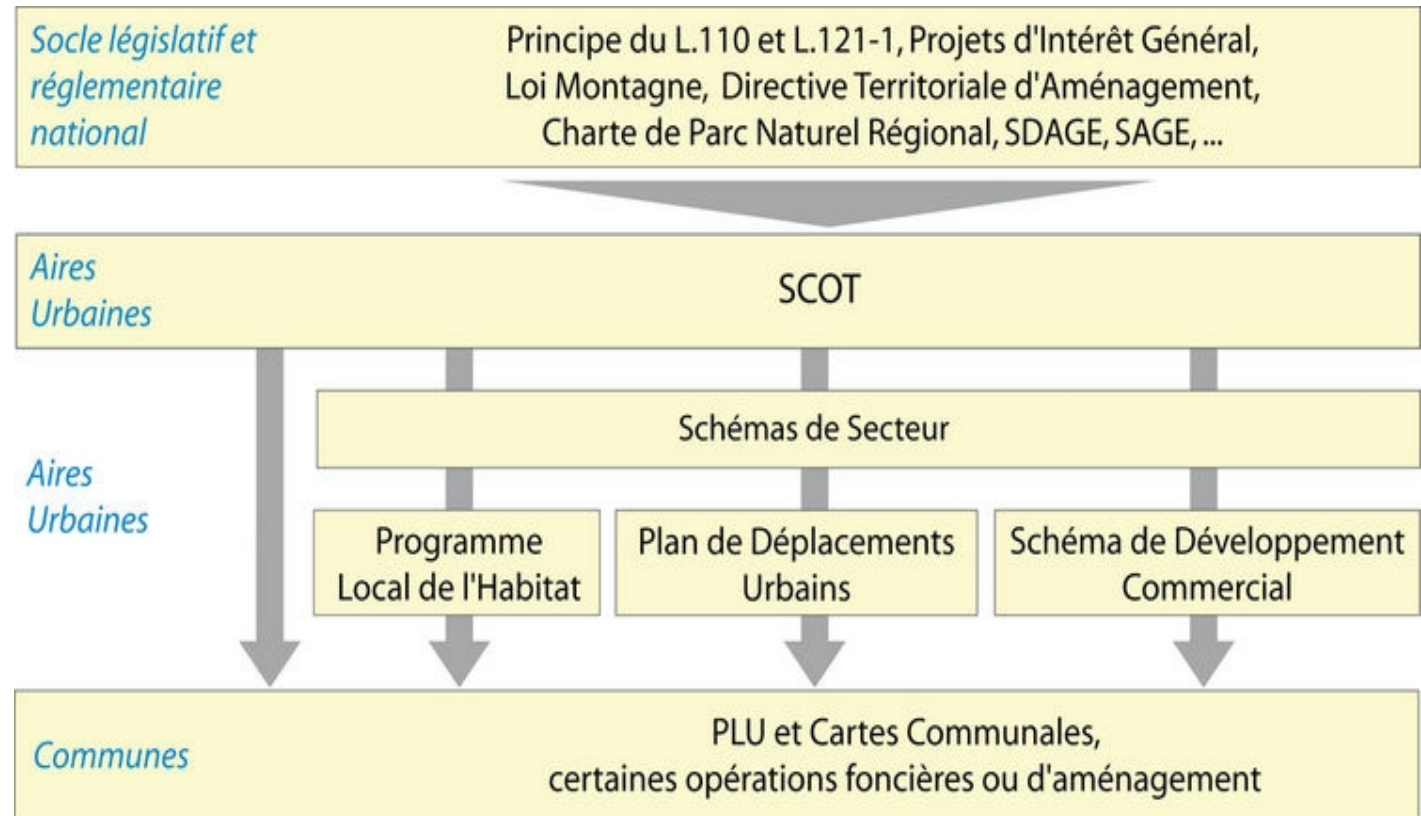 Socle législatif et
réglementaire
national
Principe du L.110 et L.121-1, Projets d'Intérêt Général,
Loi Montagne, Directive Territoriale d'Aménagement,
Charte de Parc Naturel Régional, SDAGE, SAGE, ...
Aires
Urbaines
SCOT
Aires
Urbaines
Schémas de Secteur
Programme
Local de l'Habitat
Plan de Déplacements
Urbains
Schéma de Développement
Commercial
Communes
PLU et Cartes Communales,
certaines opérations foncières ou d'aménagement